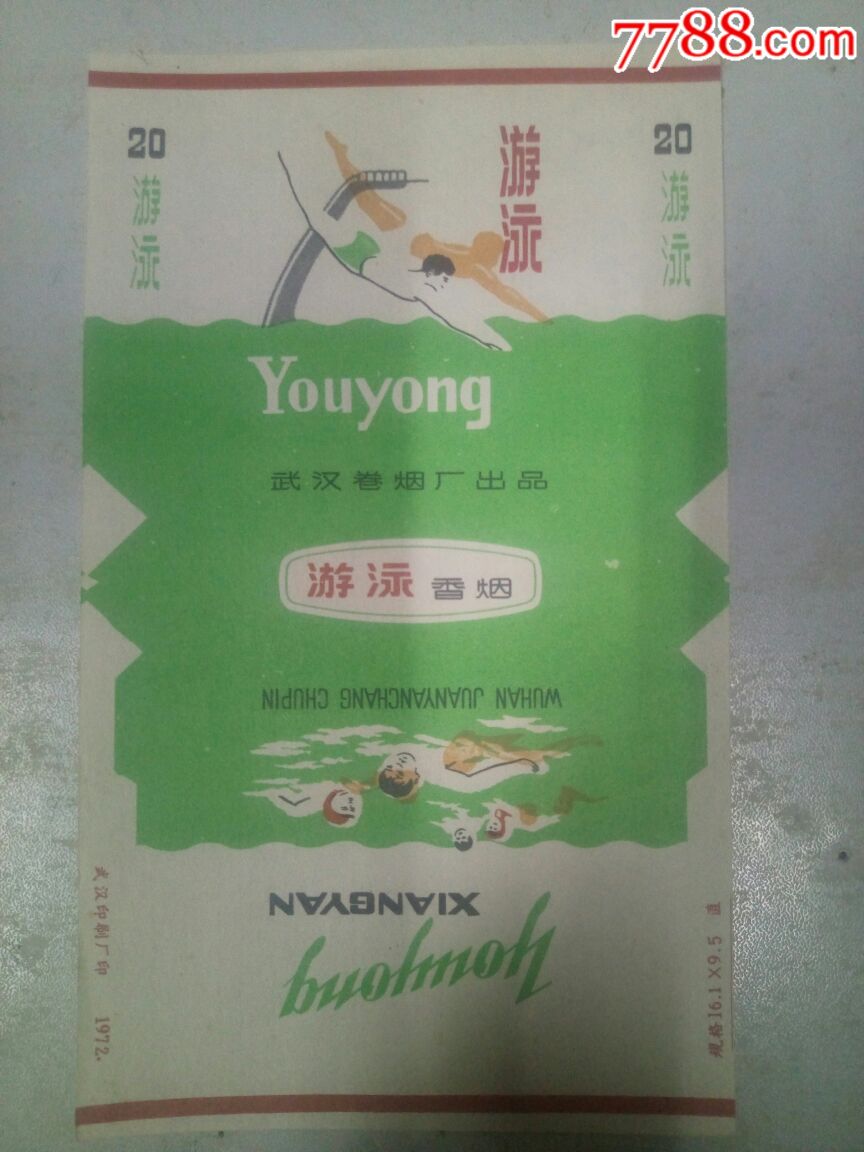 7788.com
20
游泳
游泳
20
游泳
Youyong
武汉卷烟厂出品
游泳 香烟
WUHAN JUANYANCHANG CHUPIN
XIANGYAN
Youyong
武汉印刷厂印 1972.
规格16.1×9.5 直